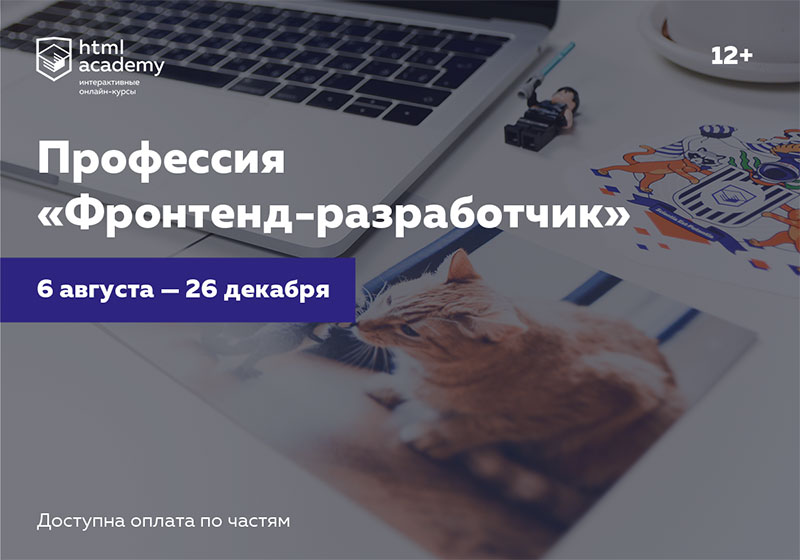 html
academy
интерактивные
онлайн-курсы
12+
Профессия
«Фронтенд-разработчик»
6 августа — 26 декабря
Доступна оплата по частям